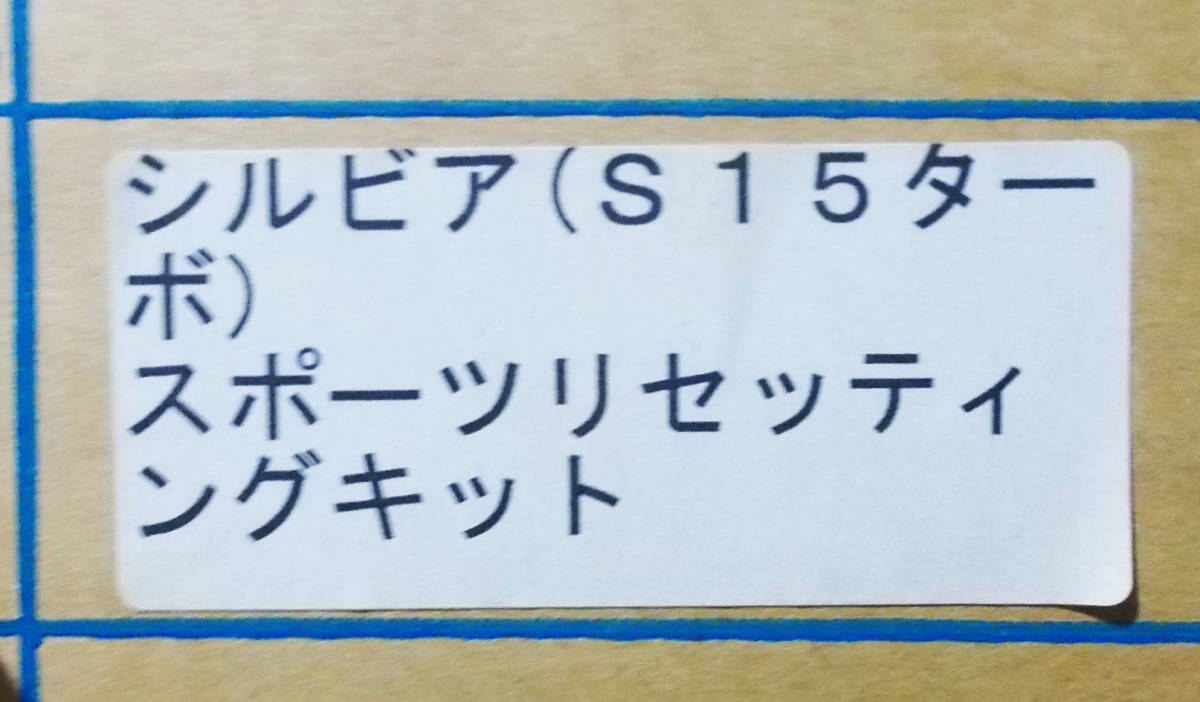 シルビア(S15ター
ボ)
スポーツリセッティ
ングキット